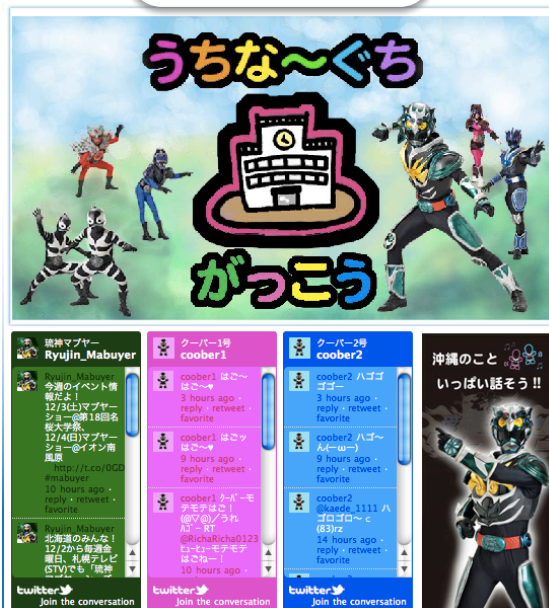 うちな～ぐち
がっこう
琉神マブヤー
Ryujin_Mabuyer
Ryujin_Mabuyer
今週のイベント情
報だよ！
12/3(土)マブヤー
ショー@第18回名
桜大学祭、
12/4(日)マブヤー
ショー@イオン南
風原
http://t.co/0GD
#mabuyer
10 hours ago ·
reply · retweet ·
favorite
Ryujin_Mabuyer
北海道のみんな！
12/2から毎週金
曜日、札幌テレビ
(STV)でも「琉神
twitter
Join the conversation
クーバー1号
coober1
coober1 はご〜
はご〜♥
3 hours ago ·
reply · retweet ·
favorite
coober1 はごッ
はご〜♥
9 hours ago ·
reply · retweet ·
favorite
coober1 ｸｰﾊﾞｰモ
テモテはご！
(@▽@)／うれ
ﾊｺﾞｰ RT
@RichaRicha0123
ﾋｭｰﾋｭｰモテモテ
はごねー！
10 hours ago ·
twitter
Join the conversation
クーバー2号
coober2
coober2 ハゴゴ
ゴゴー
3 hours ago ·
reply · retweet ·
favorite
coober2 ハゴ〜
ん(ーωー)
9 hours ago ·
reply · retweet ·
favorite
coober2
@kaede_1111 ハ
ゴロゴロ〜 c
(83)rz
14 hours ago ·
reply · retweet ·
favorite
twitter
Join the conversation
沖縄のこと
いっぱい話そう!!